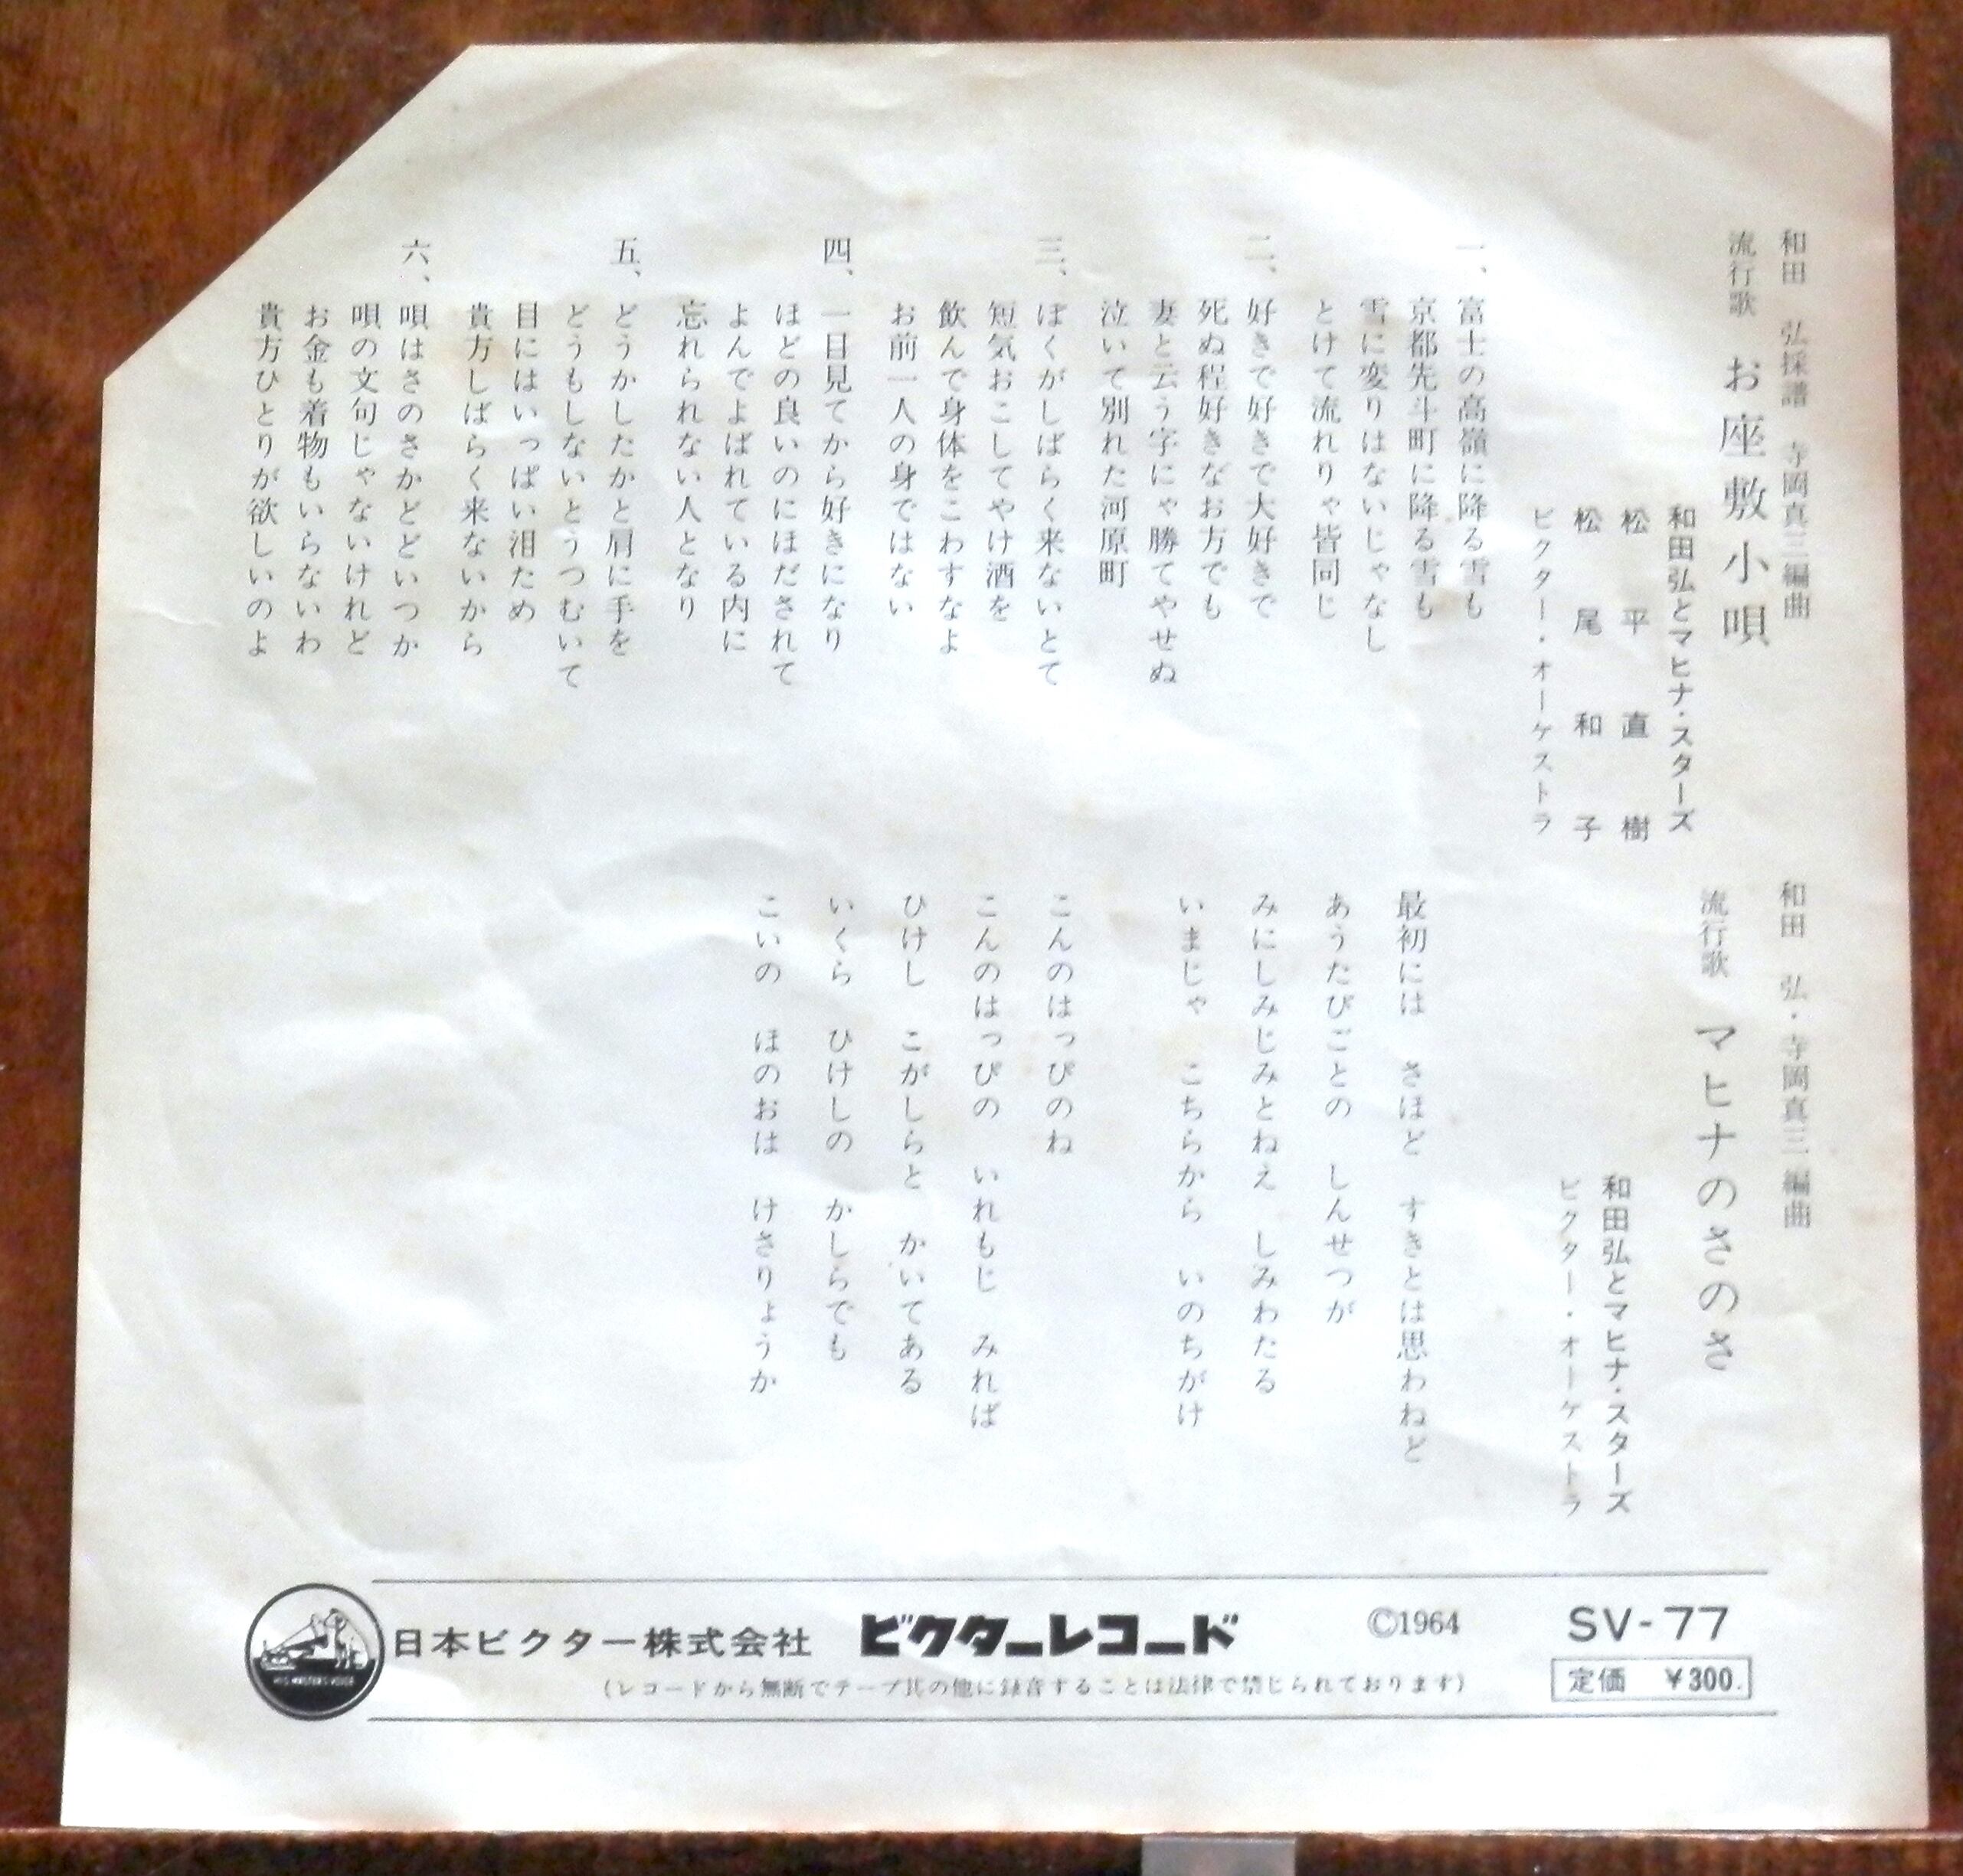 和田　弘採譜　寺岡真三編曲
流行歌　お座敷小唄
和田弘とマヒナ・スターズ
松平直樹
松尾和子
ビクター・オーケストラ
一、富士の高嶺に降る雪も
京都先斗町に降る雪も
雪に変りはないじゃなし
とけて流れりゃ皆同じ
二、好きで好きで大好きで
死ぬ程好きなお方でも
妻と云う字にゃ勝てやせぬ
泣いて別れた河原町
三、ぼくがしばらく来ないとて
短気おこしてやけ酒を
飲んで身体をこわすなよ
お前一人の身ではない
四、一目見てから好きになり
ほどの良いのにほだされて
よんでよばれている内に
忘れられない人となり
五、どうかしたかと肩に手を
どうもしないとうつむいて
目にはいっぱい泪ため
貴方しばらく来ないから
六、唄はさのさかどどいつか
唄の文句じゃないけれど
お金も着物もいらないわ
貴方ひとりが欲しいのよ
和田　弘・寺岡真三編曲
流行歌　マヒナのさのさ
和田弘とマヒナ・スターズ
ビクター・オーケストラ
最初には　さほど　すきとは思わねど
あうたびごとの　しんせつが
みにしみじみとねえ　しみわたる
いまじゃ　こちらから　いのちがけ
こんのはっぴのね
こんのはっぴの　いれもじ　みれば
ひけし　こがしらと　かいてある
いくら　ひけしの　かしらでも
こいの　ほのおは　けさりょうか
HIS MASTER'S VOICE
日本ビクター株式会社　ビクターレコード　©1964　SV-77
(レコードから無断でテープ其の他に録音することは法律で禁じられております)
定価　¥300.